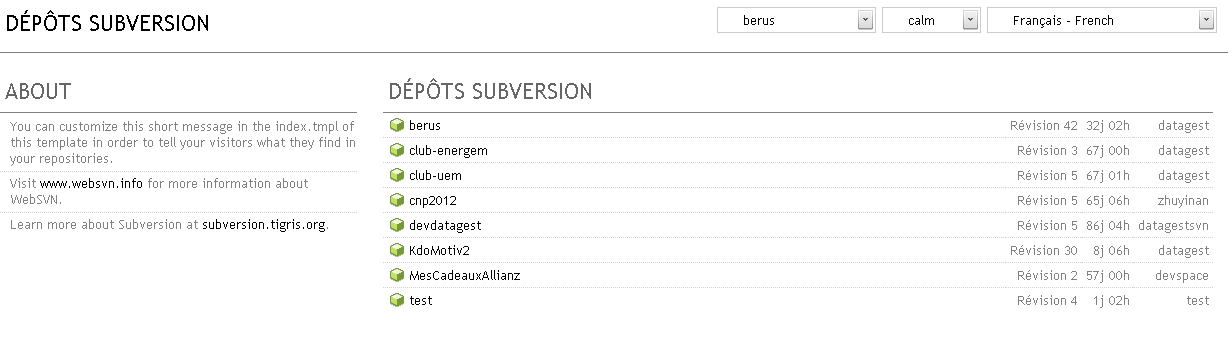 DÉPÔTS SUBVERSION
berus calm Français - French
ABOUT
You can customize this short message in the index.tmpl of
this template in order to tell your visitors what they find in
your repositories.
Visit www.websvn.info for more information about
WebSVN.
Learn more about Subversion at subversion.tigris.org.
DÉPÔTS SUBVERSION
berus Révision 42 32j 02h datagest
club-energem Révision 3 67j 00h datagest
club-uem Révision 5 67j 01h datagest
cnp2012 Révision 5 65j 06h zhuyinan
devdatagest Révision 5 86j 04h datagestsvn
KdoMotiv2 Révision 30 8j 06h datagest
MesCadeauxAllianz Révision 2 57j 00h devspace
test Révision 4 1j 02h test